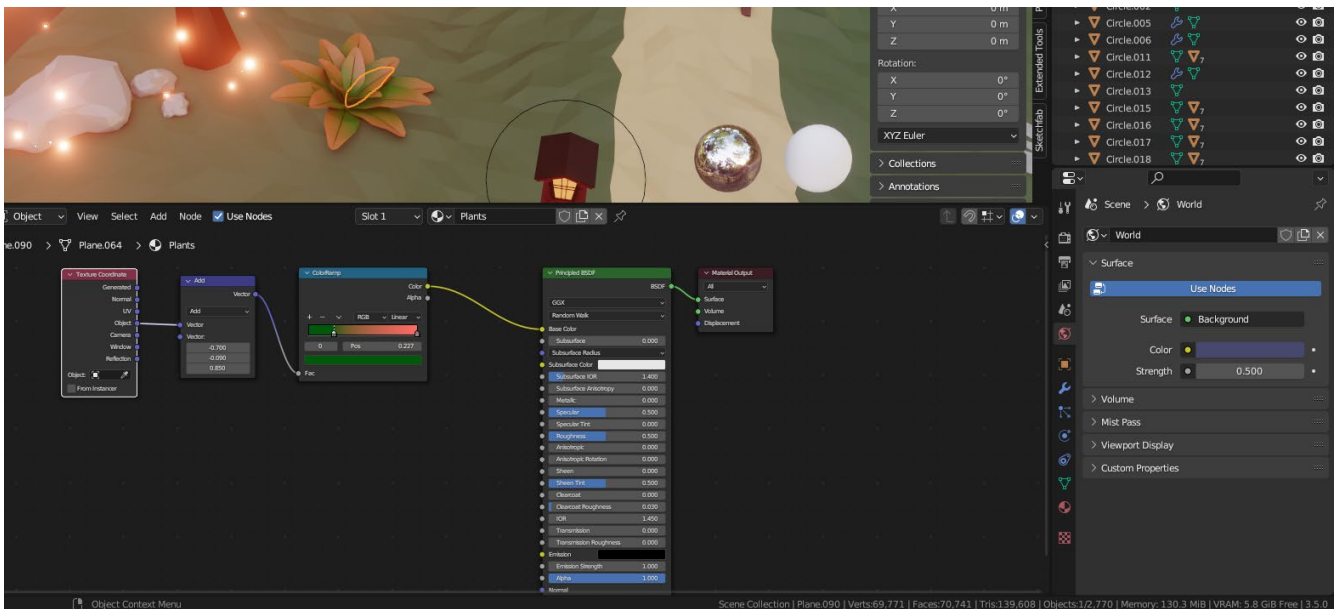 X
Y 0 m
Z 0 m
Rotation:
X 0°
Y 0°
Z 0°
XYZ Euler
Collections
Annotations
Extended Tools
Sketchfab
Circle.002
Circle.005
Circle.006
Circle.011 7
Circle.012
Circle.013
Circle.015 7
Circle.016 7
Circle.017 7
Circle.018 7
Object View Select Add Node Use Nodes Slot 1 Plants
ne.090 > Plane.064 > Plants
Texture Coordinate
Generated
Normal
UV
Object
Camera
Window
Reflection
Object:
From Instancer
Add
Vector
Add
Vector
Vector:
-0.700
-0.090
0.850
ColorRamp
Color
Alpha
+ − RGB Linear
0 Pos 0.227
Fac
Principled BSDF
BSDF
GGX
Random Walk
Base Color
Subsurface 0.000
Subsurface Radius
Subsurface Color
Subsurface IOR 1.400
Subsurface Anisotropy 0.000
Metallic 0.000
Specular 0.500
Specular Tint 0.000
Roughness 0.500
Anisotropic 0.000
Anisotropic Rotation 0.000
Sheen 0.000
Sheen Tint 0.500
Clearcoat 0.000
Clearcoat Roughness 0.030
IOR 1.450
Transmission 0.000
Transmission Roughness 0.000
Emission
Emission Strength 1.000
Alpha 1.000
Normal
Material Output
All
Surface
Volume
Displacement
Scene > World
World
Surface
Use Nodes
Surface Background
Color
Strength 0.500
Volume
Mist Pass
Viewport Display
Custom Properties
Object Context Menu
Scene Collection | Plane.090 | Verts:69,771 | Faces:70,741 | Tris:139,608 | Objects:1/2,770 | Memory: 130.3 MiB | VRAM: 5.8 GiB Free | 3.5.0